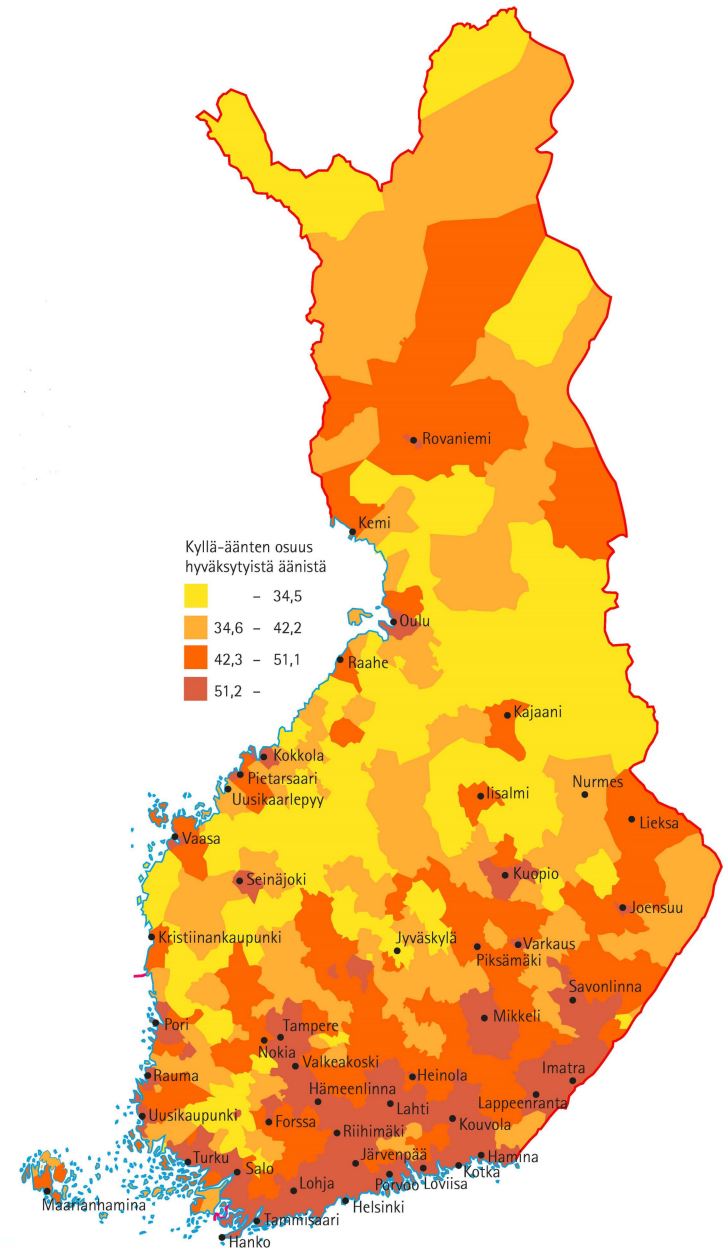 Rovaniemi
Kemi
Kyllä-äänten osuus
hyväksytyistä äänistä
– 34,5
34,6 – 42,2
42,3 – 51,1
51,2 –
Oulu
Raahe
Kajaani
Kokkola
Pietarsaari
Uusikaarlepyy
Iisalmi
Nurmes
Lieksa
Vaasa
Seinäjoki
Kuopio
Joensuu
Kristiinankaupunki
Jyväskylä
Varkaus
Piksämäki
Savonlinna
Pori
Tampere
Mikkeli
Nokia
Valkeakoski
Rauma
Heinola
Imatra
Hämeenlinna
Lappeenranta
Lahti
Uusikaupunki
Forssa
Kouvola
Riihimäki
Turku
Järvenpää
Hamina
Salo
Kotka
Porvoo
Loviisa
Lohja
Maarianhamina
Helsinki
Tammisaari
Hanko